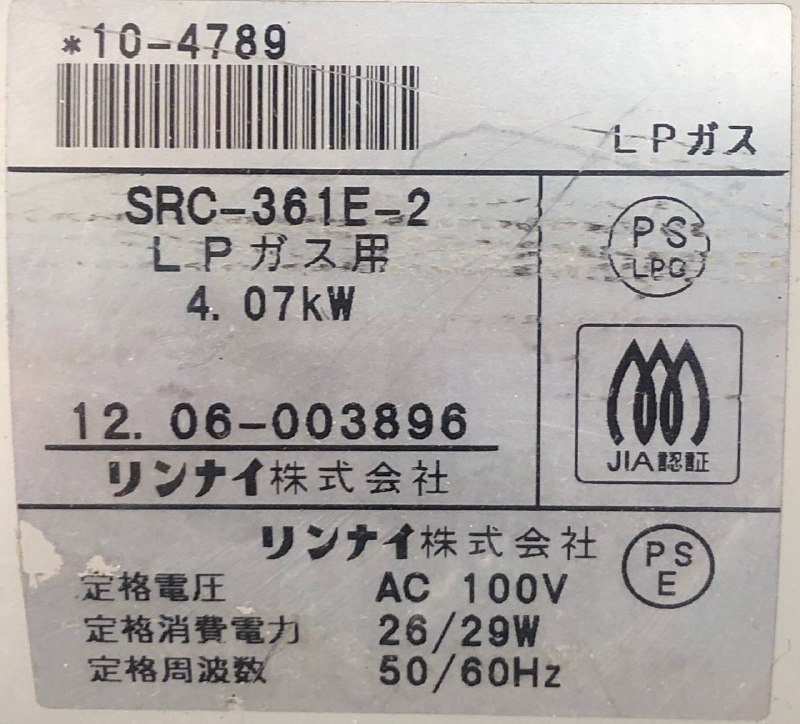 *10-4789
LPガス
SRC-361E-2
LPガス用
4.07kW
12.06-003896
リンナイ株式会社
PS
LPG
JIA認証
リンナイ株式会社
定格電圧 AC 100V
定格消費電力 26/29W
定格周波数 50/60Hz
PS
E